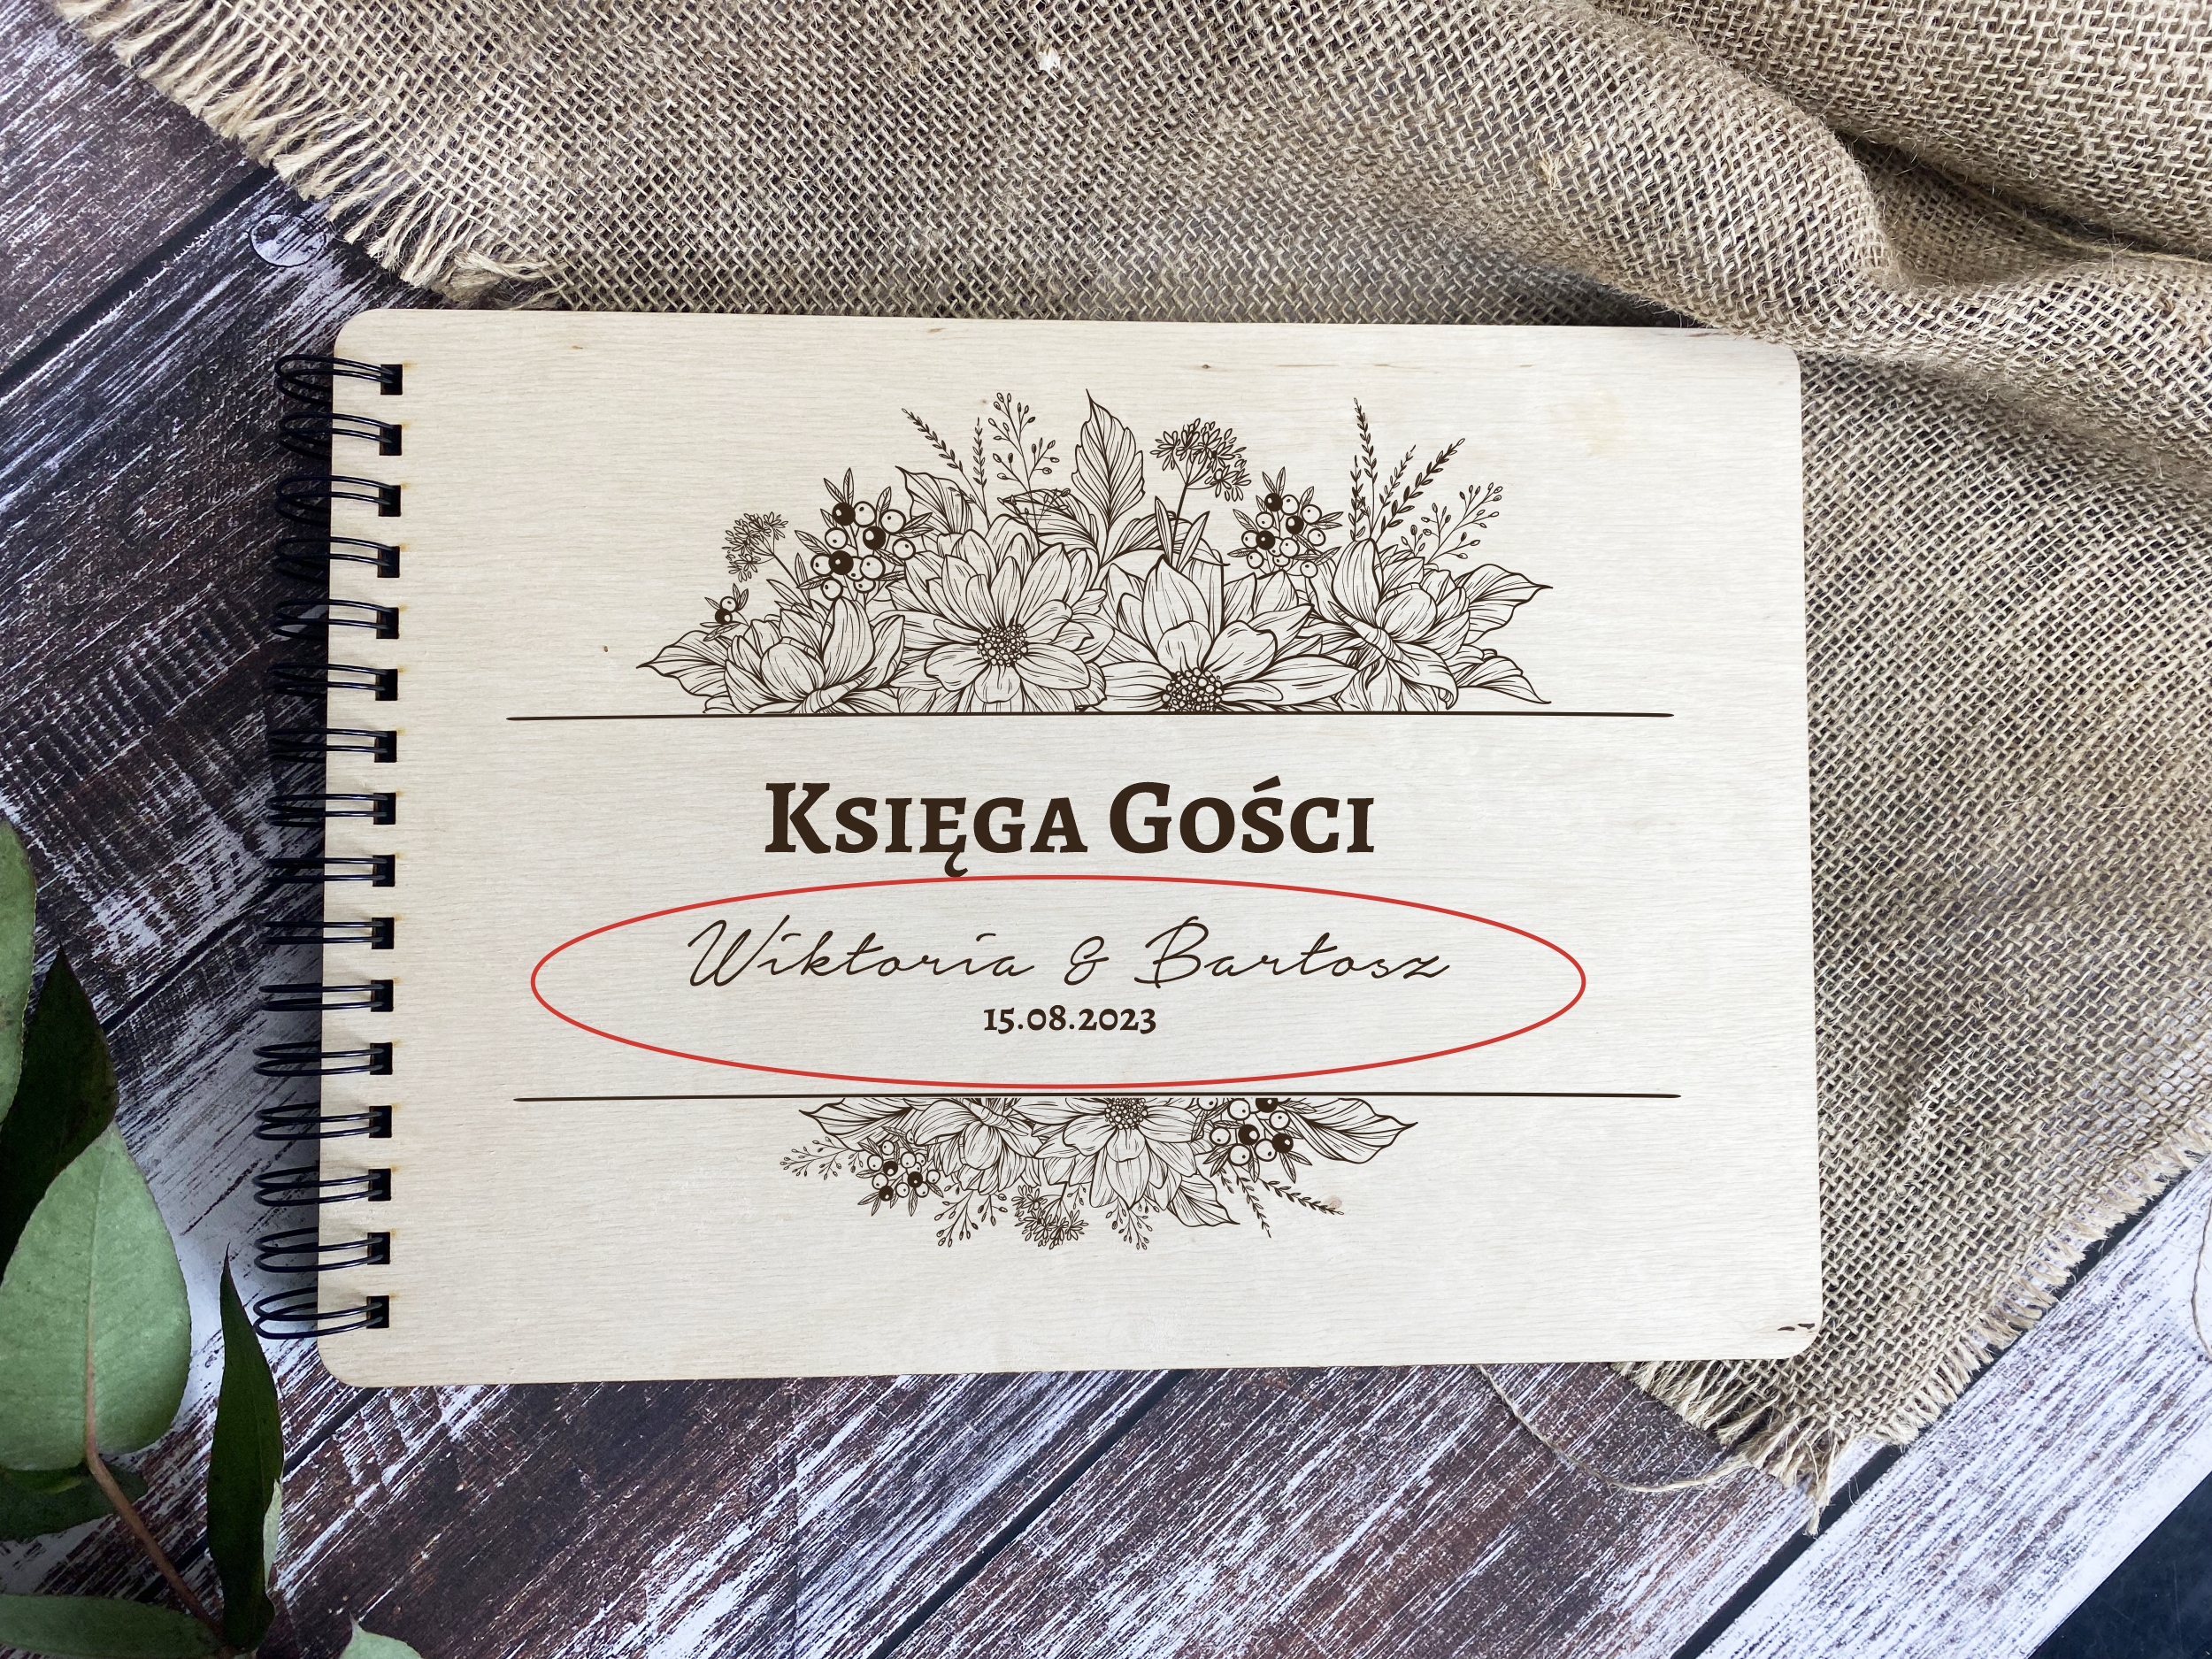 Księga Gości
Wiktoria & Bartosz
15.08.2023